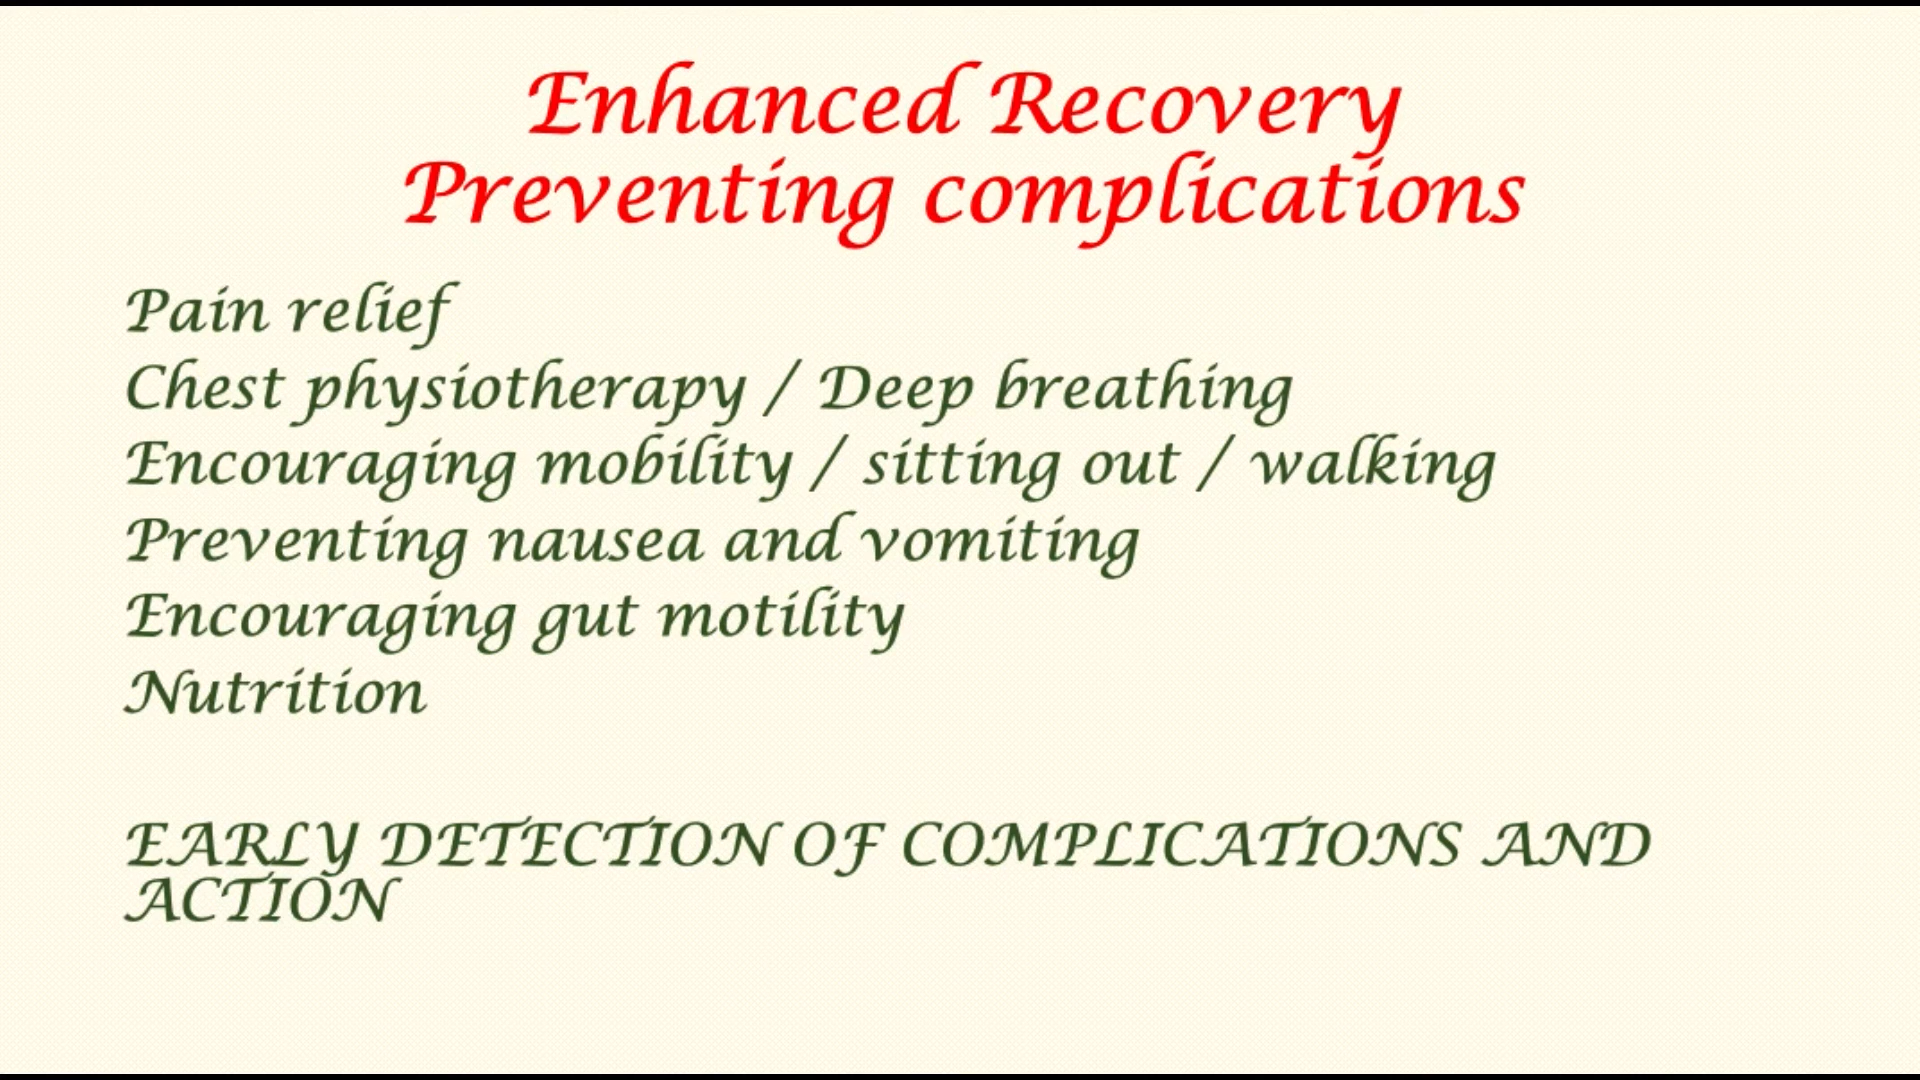 Enhanced Recovery
Preventing complications
Pain relief
Chest physiotherapy / Deep breathing
Encouraging mobility / sitting out / walking
Preventing nausea and vomiting
Encouraging gut motility
Nutrition
EARLY DETECTION OF COMPLICATIONS AND
ACTION